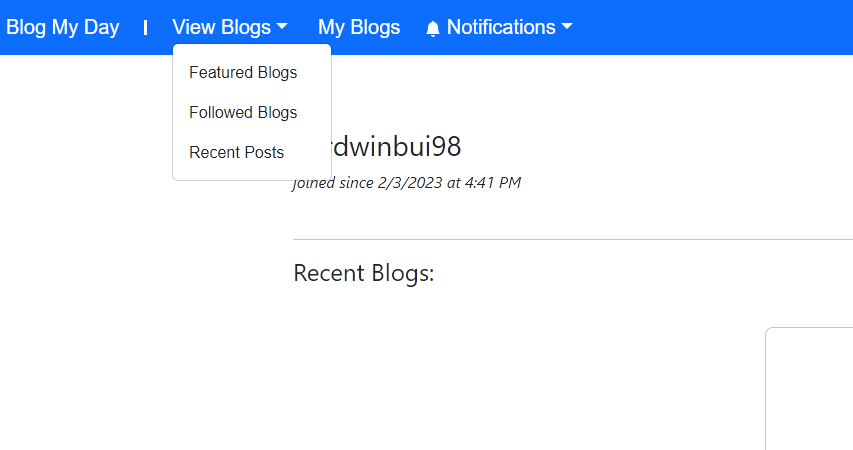 Blog My Day | View Blogs My Blogs Notifications
Featured Blogs
Followed Blogs
Recent Posts
rdwinbui98
joined since 2/3/2023 at 4:41 PM
Recent Blogs: